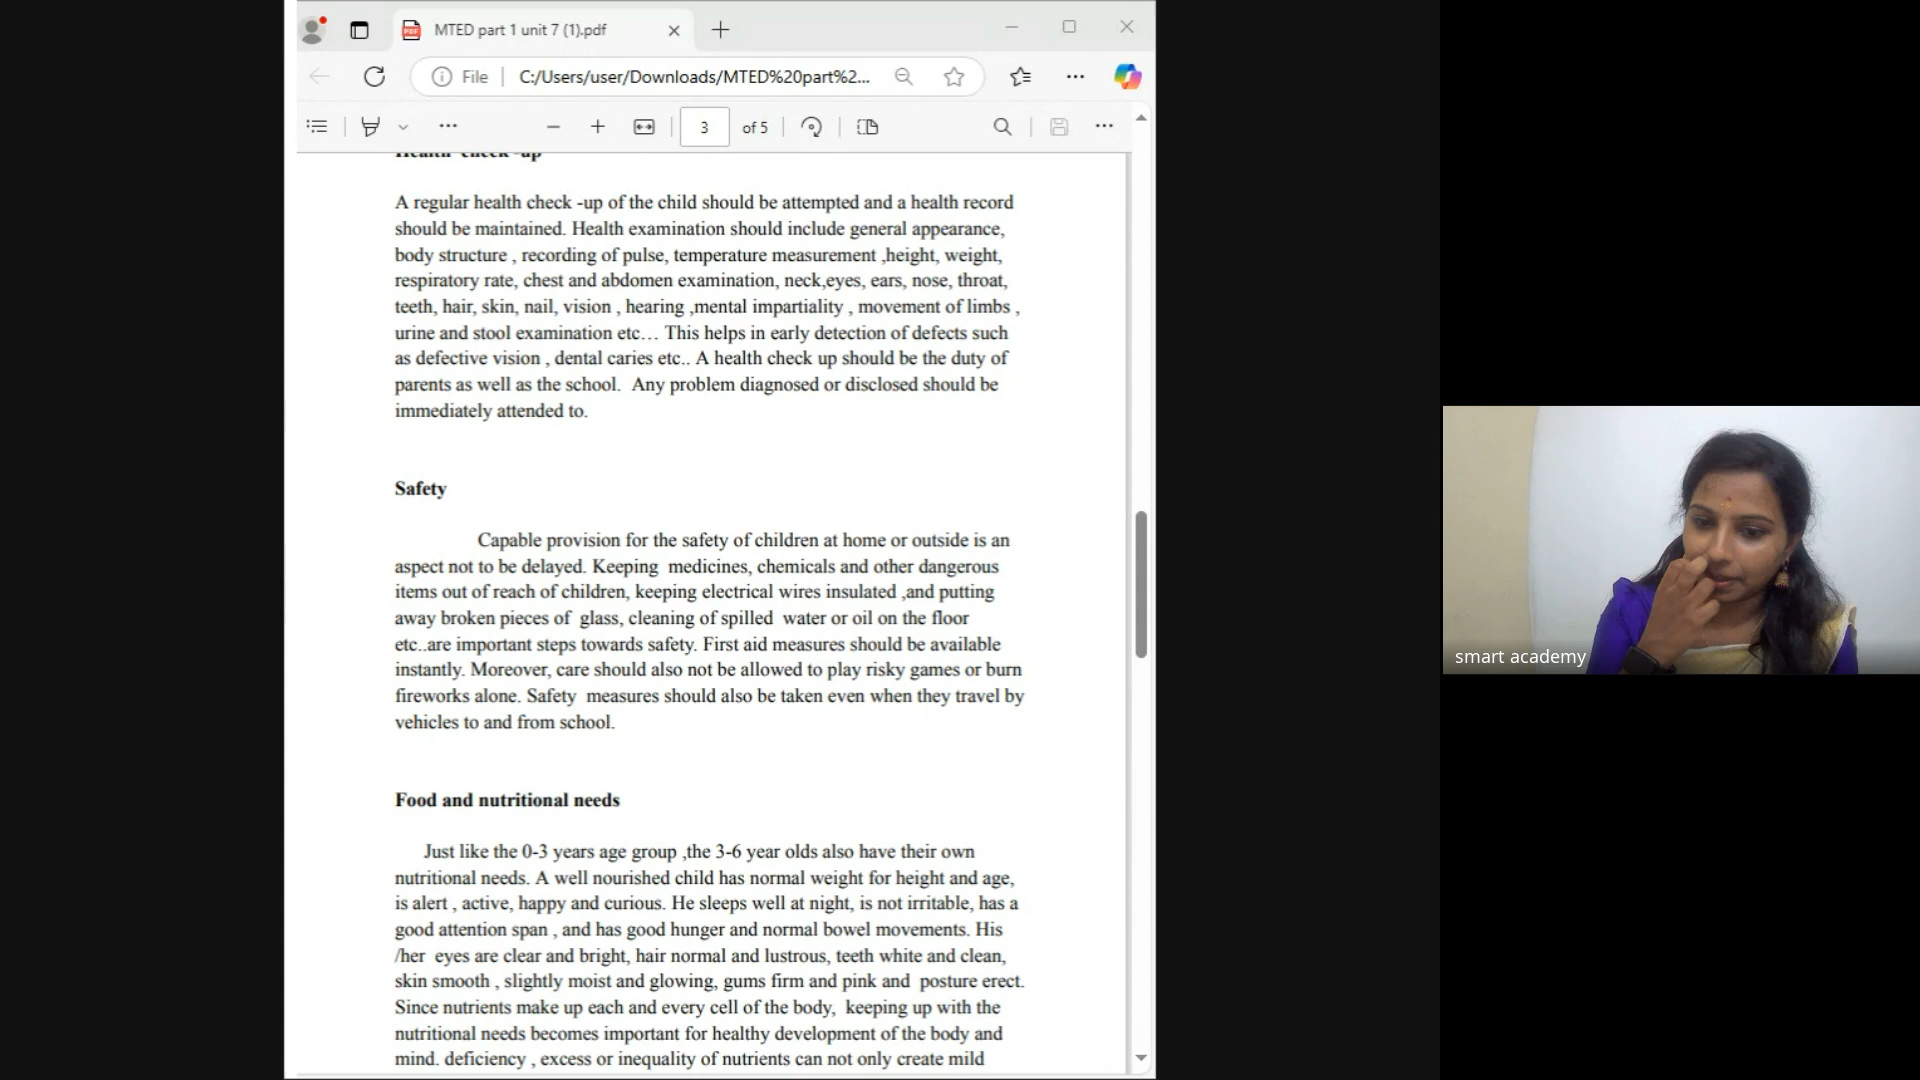 MTED part 1 unit 7 (1).pdf
File
C:/Users/user/Downloads/MTED%20part%2...
3 of 5
Health check -up
A regular health check -up of the child should be attempted and a health record
should be maintained. Health examination should include general appearance,
body structure , recording of pulse, temperature measurement ,height, weight,
respiratory rate, chest and abdomen examination, neck,eyes, ears, nose, throat,
teeth, hair, skin, nail, vision , hearing ,mental impartiality , movement of limbs ,
urine and stool examination etc… This helps in early detection of defects such
as defective vision , dental caries etc.. A health check up should be the duty of
parents as well as the school. Any problem diagnosed or disclosed should be
immediately attended to.
Safety
Capable provision for the safety of children at home or outside is an
aspect not to be delayed. Keeping medicines, chemicals and other dangerous
items out of reach of children, keeping electrical wires insulated ,and putting
away broken pieces of glass, cleaning of spilled water or oil on the floor
etc..are important steps towards safety. First aid measures should be available
instantly. Moreover, care should also not be allowed to play risky games or burn
fireworks alone. Safety measures should also be taken even when they travel by
vehicles to and from school.
Food and nutritional needs
Just like the 0-3 years age group ,the 3-6 year olds also have their own
nutritional needs. A well nourished child has normal weight for height and age,
is alert , active, happy and curious. He sleeps well at night, is not irritable, has a
good attention span , and has good hunger and normal bowel movements. His
/her eyes are clear and bright, hair normal and lustrous, teeth white and clean,
skin smooth , slightly moist and glowing, gums firm and pink and posture erect.
Since nutrients make up each and every cell of the body, keeping up with the
nutritional needs becomes important for healthy development of the body and
mind. deficiency , excess or inequality of nutrients can not only create mild
smart academy